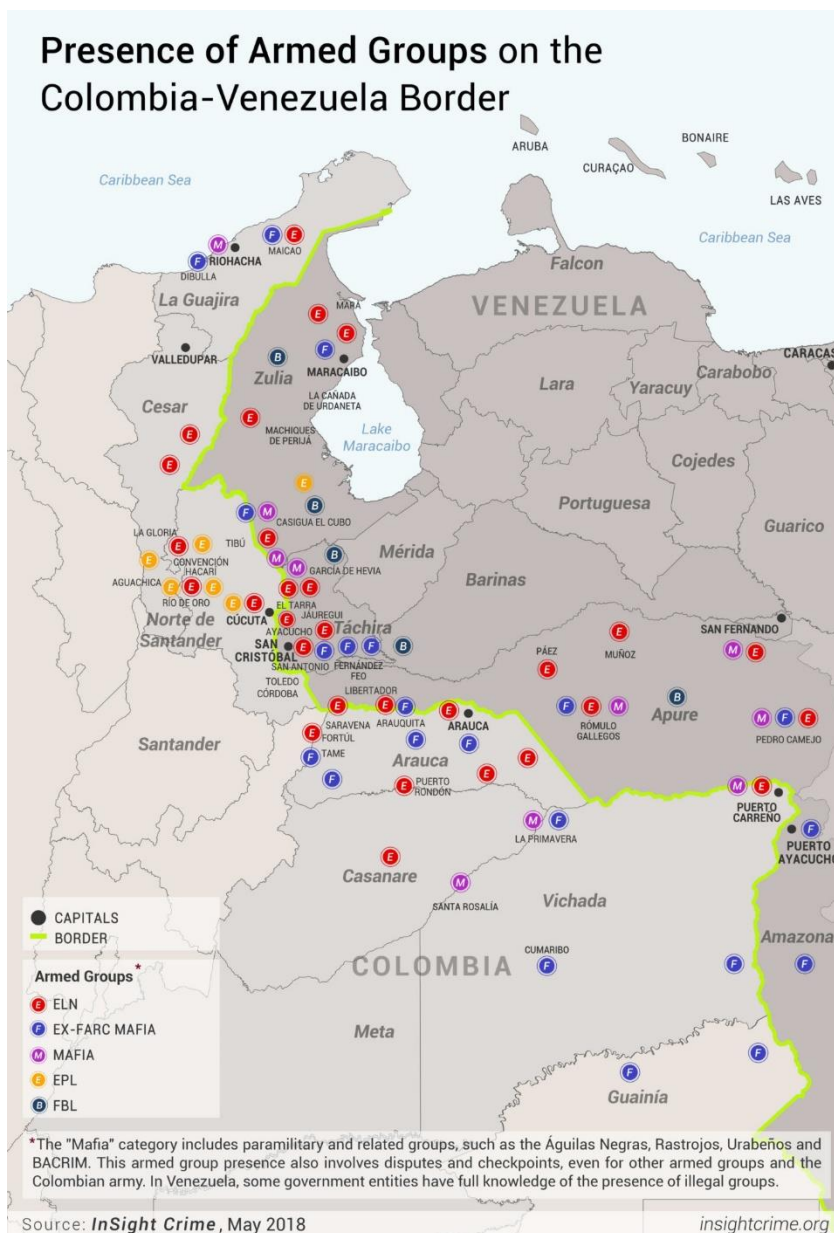 Presence of Armed Groups on the
Colombia-Venezuela Border
ARUBA
CURAÇAO
BONAIRE
LAS AVES
Caribbean Sea
Caribbean Sea
M
F
E
F
RIOHACHA
MAICAO
DIBULLA
La Guajira
Falcon
VENEZUELA
MARA
E
E
VALLEDUPAR
B
F
Zulia
MARACAIBO
CARACAS
Carabobo
Yaracuy
Lara
LA CAÑADA
DE URDANETA
Cesar
E
E
MACHIQUES
DE PERIJÁ
Lake
Maracaibo
E
Cojedes
Portuguesa
Guarico
E
B
F
M
CASIGUA EL CUBO
LA GLORIA
TIBÚ
E
E
E
CONVENCIÓN
HACARÍ
M
M
B
GARCÍA DE HEVIA
Mérida
Barinas
AGUACHICA
E
E
E
E
RÍO DE ORO
E
E
E
E
EL TARRA
JÁUREGUI
CÚCUTA
E
AYACUCHO
E
Táchira
Norte de
Santander
SAN
CRISTÓBAL
E
F
F
F
B
SAN ANTONIO
FERNÁNDEZ
FEO
SAN FERNANDO
M
E
PÁEZ
E
MUÑOZ
E
TOLEDO
CÓRDOBA
LIBERTADOR
E
E
F
E
ARAUCA
SARAVENA
ARAUQUITA
F
E
M
RÓMULO
GALLEGOS
B
Apure
M
F
E
PEDRO CAMEJO
Santander
E
FORTÚL
F
TAME
F
F
F
Arauca
E
PUERTO
RONDÓN
E
E
M
E
PUERTO
CARREÑO
M
F
LA PRIMAVERA
F
PUERTO
AYACUCHO
E
Casanare
M
SANTA ROSALÍA
Vichada
CAPITALS
BORDER
CUMARIBO
F
COLOMBIA
F
F
Amazona
Armed Groups *
E ELN
F EX-FARC MAFIA
M MAFIA
E EPL
B FBL
Meta
F
F
Guainía
*The "Mafia" category includes paramilitary and related groups, such as the Águilas Negras, Rastrojos, Urabeños and
BACRIM. This armed group presence also involves disputes and checkpoints, even for other armed groups and the
Colombian army. In Venezuela, some government entities have full knowledge of the presence of illegal groups.
Source: InSight Crime, May 2018
insightcrime.org